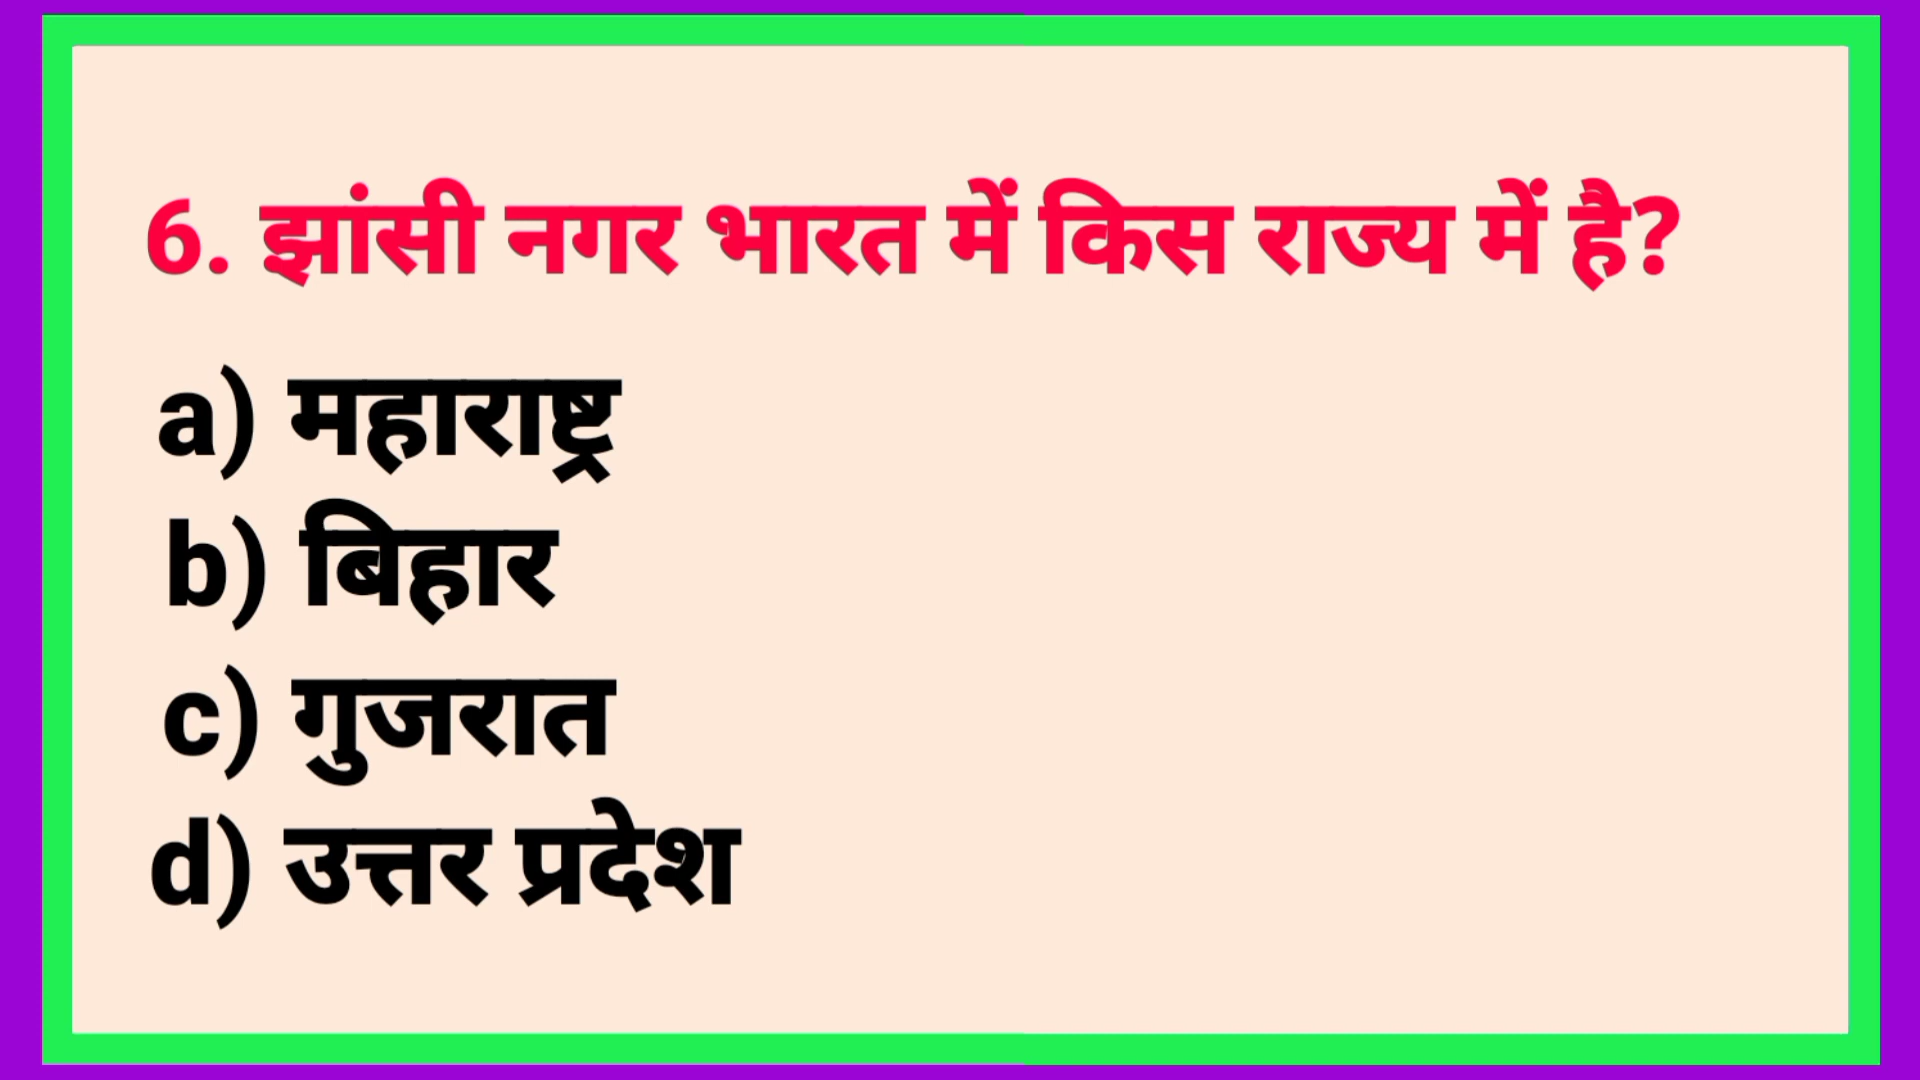 6. झांसी नगर भारत में किस राज्य में है?
a) महाराष्ट्र
b) बिहार
c) गुजरात
d) उत्तर प्रदेश